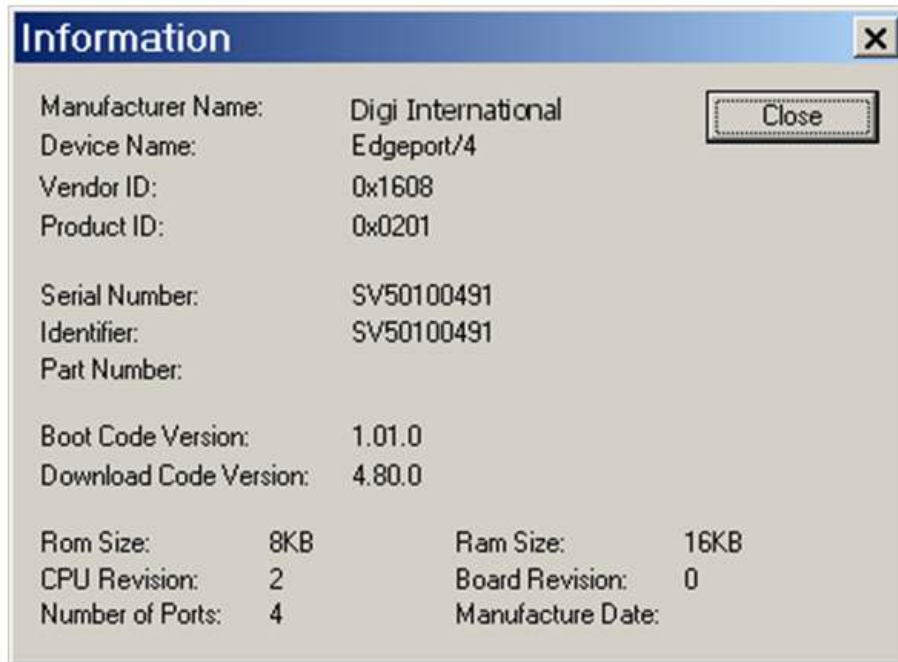 Information
Manufacturer Name: Digi International Close
Device Name: Edgeport/4
Vendor ID: 0x1608
Product ID: 0x0201
Serial Number: SV50100491
Identifier: SV50100491
Part Number:
Boot Code Version: 1.01.0
Download Code Version: 4.80.0
Rom Size: 8KB Ram Size: 16KB
CPU Revision: 2 Board Revision: 0
Number of Ports: 4 Manufacture Date: